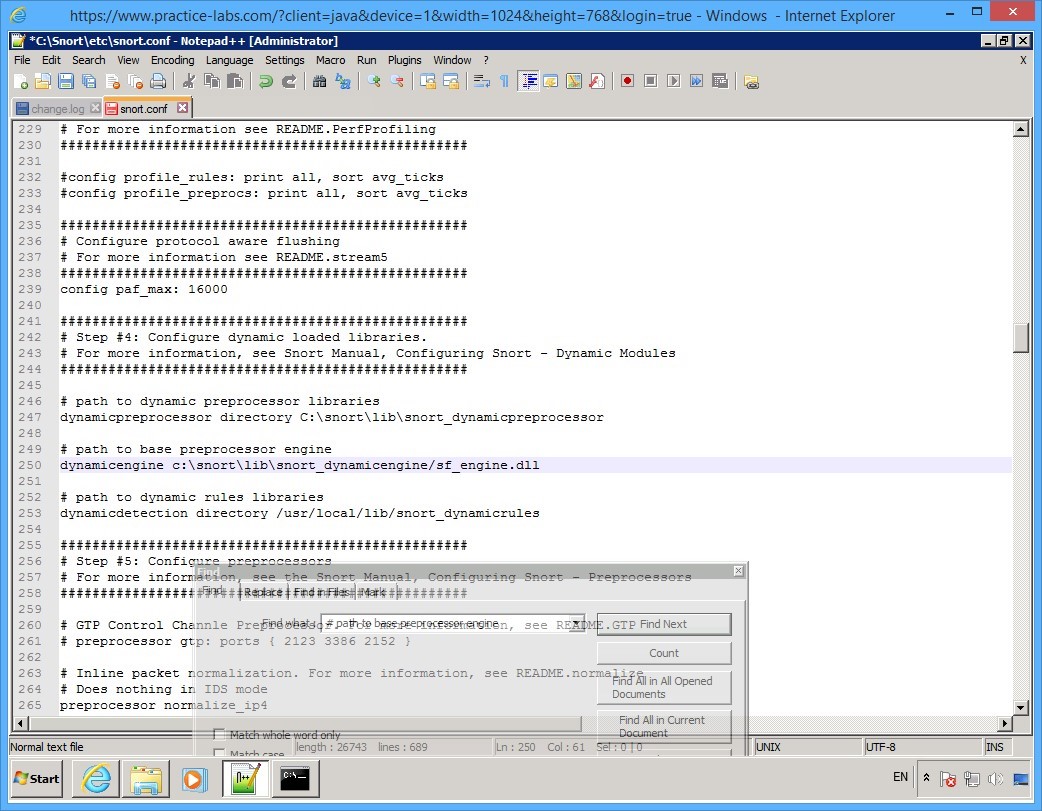 https://www.practice-labs.com/?client=java&device=1&width=1024&height=768&login=true - Windows - Internet Explorer
*C:\Snort\etc\snort.conf - Notepad++ [Administrator]
File Edit Search View Encoding Language Settings Macro Run Plugins Window ? X
change.log snort.conf
229 # For more information see README.PerfProfiling
230 ###################################################
231
232 #config profile_rules: print all, sort avg_ticks
233 #config profile_preprocs: print all, sort avg_ticks
234
235 ###################################################
236 # Configure protocol aware flushing
237 # For more information see README.stream5
238 ###################################################
239 config paf_max: 16000
240
241 ###################################################
242 # Step #4: Configure dynamic loaded libraries.
243 # For more information, see Snort Manual, Configuring Snort - Dynamic Modules
244 ###################################################
245
246 # path to dynamic preprocessor libraries
247 dynamicpreprocessor directory C:\snort\lib\snort_dynamicpreprocessor
248
249 # path to base preprocessor engine
250 dynamicengine c:\snort\lib\snort_dynamicengine/sf_engine.dll
251
252 # path to dynamic rules libraries
253 dynamicdetection directory /usr/local/lib/snort_dynamicrules
254
255 ###################################################
256 # Step #5: Configure preprocessors
257 # For more information, see the Snort Manual, Configuring Snort - Preprocessors
258 ###################################################
259
260 # GTP Control Channle Preprocessor. For more information, see README.GTP
261 # preprocessor gtp: ports { 2123 3386 2152 }
262
263 # Inline packet normalization. For more information, see README.normalize
264 # Does nothing in IDS mode
265 preprocessor normalize_ip4
Find
Find Replace Find in Files Mark
Find what : # path to base preprocessor engine
Find Next
Count
Find All in All Opened
Documents
Find All in Current
Document
Match whole word only
Match case
Normal text file length : 26743 lines : 689 Ln : 250 Col : 61 Sel : 0 | 0 UNIX UTF-8 INS
Start EN